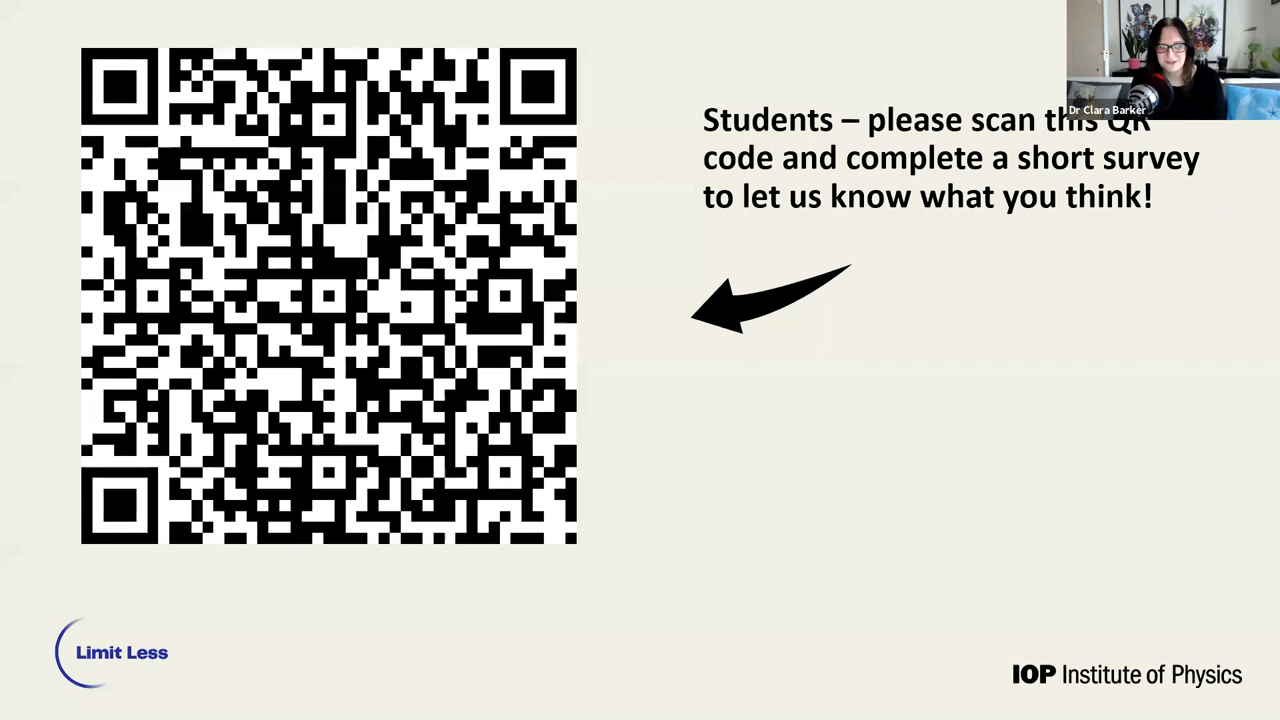 Dr Clara Barker
Students – please scan this QR
code and complete a short survey
to let us know what you think!
Limit Less
IOP Institute of Physics